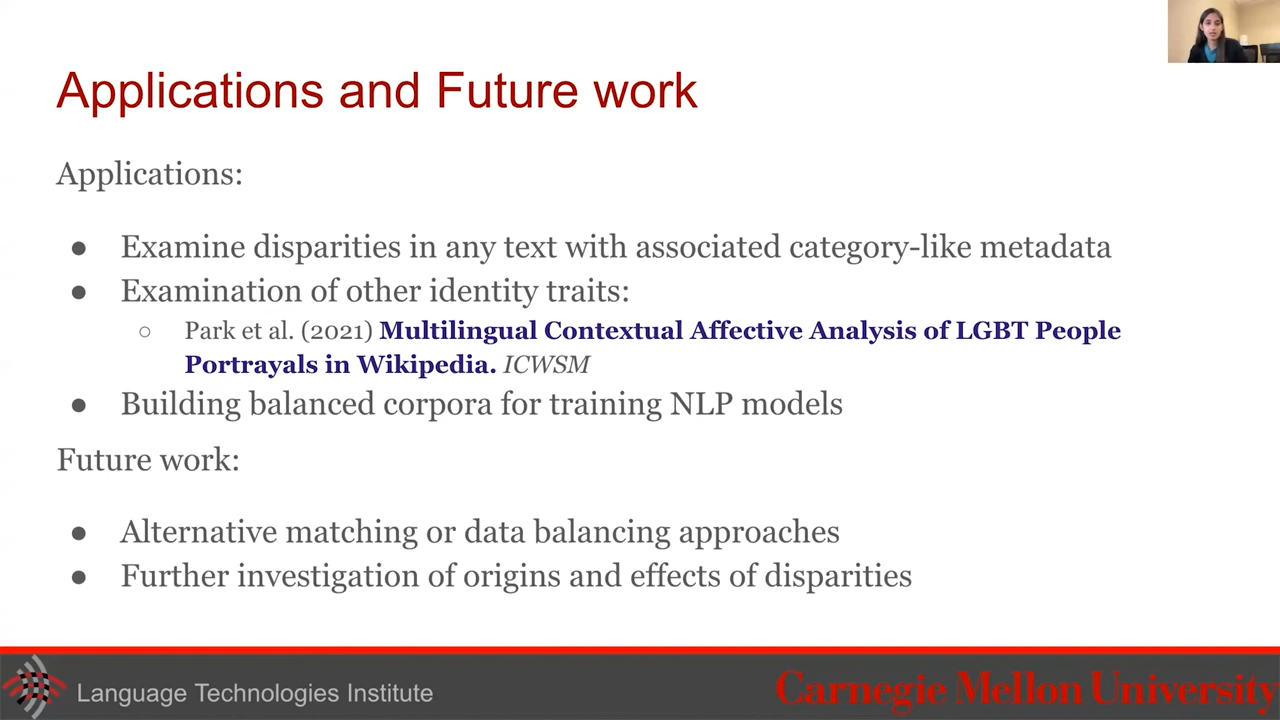 Applications and Future work
Applications:
● Examine disparities in any text with associated category-like metadata
● Examination of other identity traits:
○ Park et al. (2021) Multilingual Contextual Affective Analysis of LGBT People
Portrayals in Wikipedia. ICWSM
● Building balanced corpora for training NLP models
Future work:
● Alternative matching or data balancing approaches
● Further investigation of origins and effects of disparities
Language Technologies Institute
Carnegie Mellon University